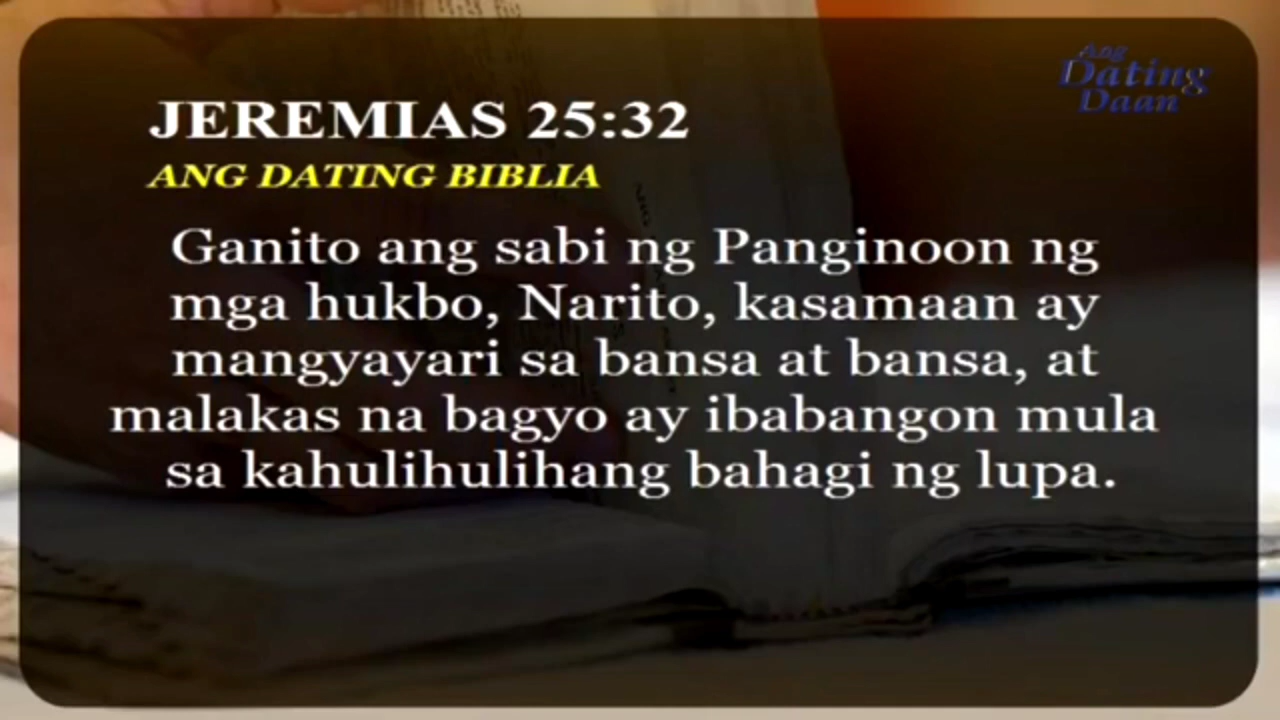 Ang
Dating
Daan
JEREMIAS 25:32
ANG DATING BIBLIA
Ganito ang sabi ng Panginoon ng
mga hukbo, Narito, kasamaan ay
mangyayari sa bansa at bansa, at
malakas na bagyo ay ibabangon mula
sa kahulihulihang bahagi ng lupa.